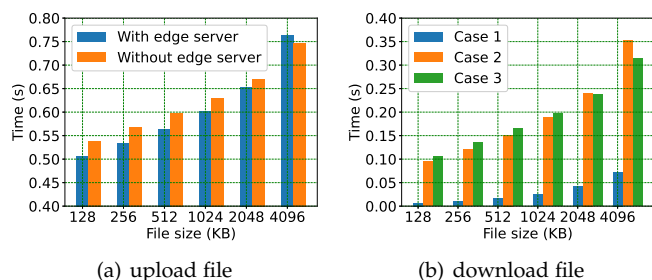 0.80
0.75
0.70
0.65
0.60
0.55
0.50
0.45
0.40
Time (s)
With edge server
Without edge server
128 256 512 1024 2048 4096
File size (KB)
(a) upload file
0.40
0.35
0.30
0.25
0.20
0.15
0.10
0.05
0.00
Time (s)
Case 1
Case 2
Case 3
128 256 512 1024 2048 4096
File size (KB)
(b) download file